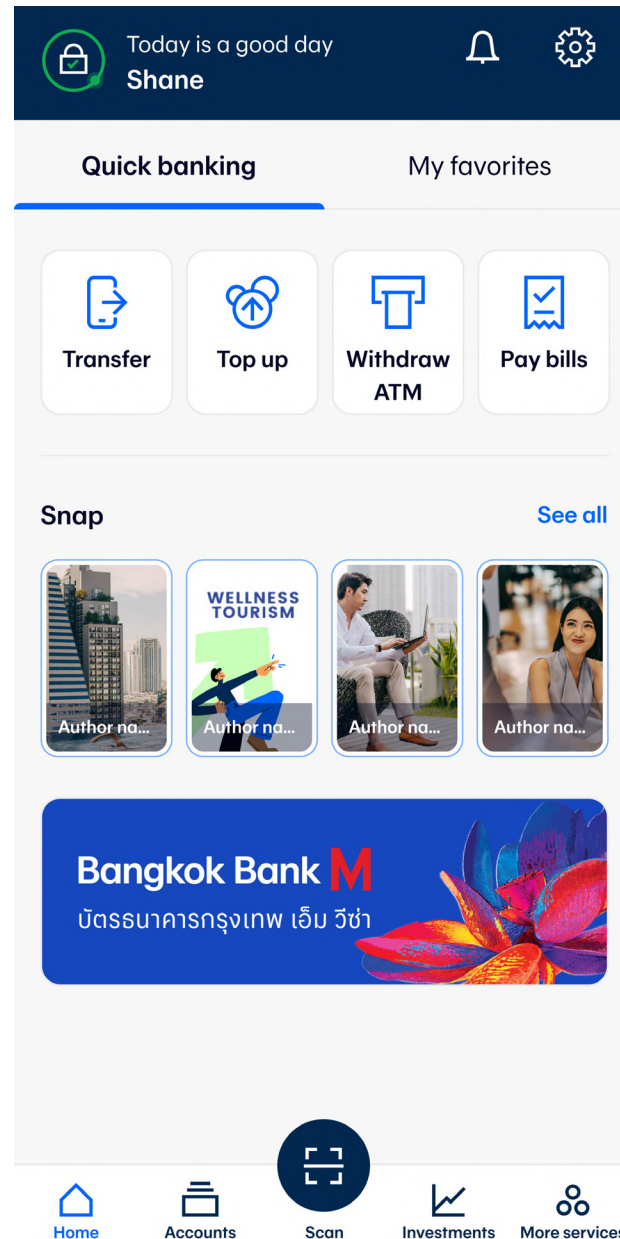 Today is a good day
Shane
Quick banking
My favorites
Transfer
Top up
Withdraw
ATM
Pay bills
Snap
See all
WELLNESS
TOURISM
Author na...
Author na...
Author na...
Author na...
Bangkok Bank M
บัตรธนาคารกรุงเทพ เอ็ม วีซ่า
Home
Accounts
Scan
Investments
More services